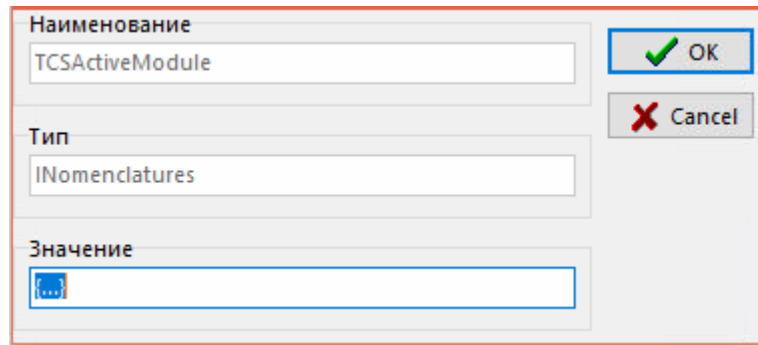 Наименование
TCSActiveModule
OK
Cancel
Тип
INomenclatures
Значение
{...}